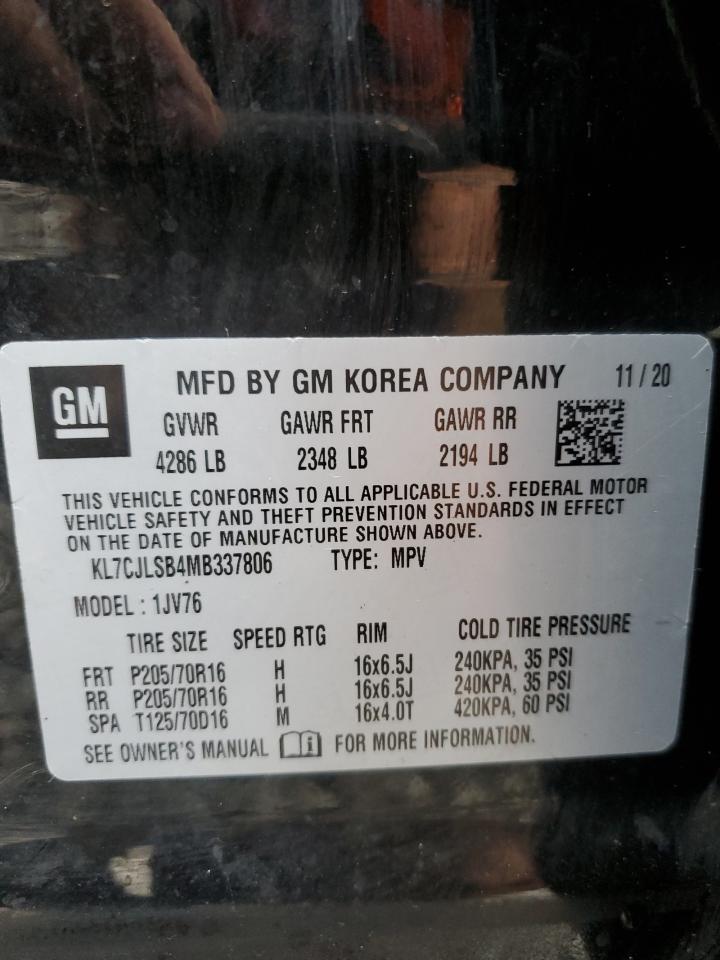 GM
MFD BY GM KOREA COMPANY 11 / 20
GVWR GAWR FRT GAWR RR
4286 LB 2348 LB 2194 LB
THIS VEHICLE CONFORMS TO ALL APPLICABLE U.S. FEDERAL MOTOR
VEHICLE SAFETY AND THEFT PREVENTION STANDARDS IN EFFECT
ON THE DATE OF MANUFACTURE SHOWN ABOVE.
KL7CJLSB4MB337806 TYPE: MPV
MODEL : 1JV76
TIRE SIZE SPEED RTG RIM COLD TIRE PRESSURE
FRT P205/70R16 H 16x6.5J 240KPA, 35 PSI
RR P205/70R16 H 16x6.5J 240KPA, 35 PSI
SPA T125/70D16 M 16x4.0T 420KPA, 60 PSI
SEE OWNER'S MANUAL i FOR MORE INFORMATION.